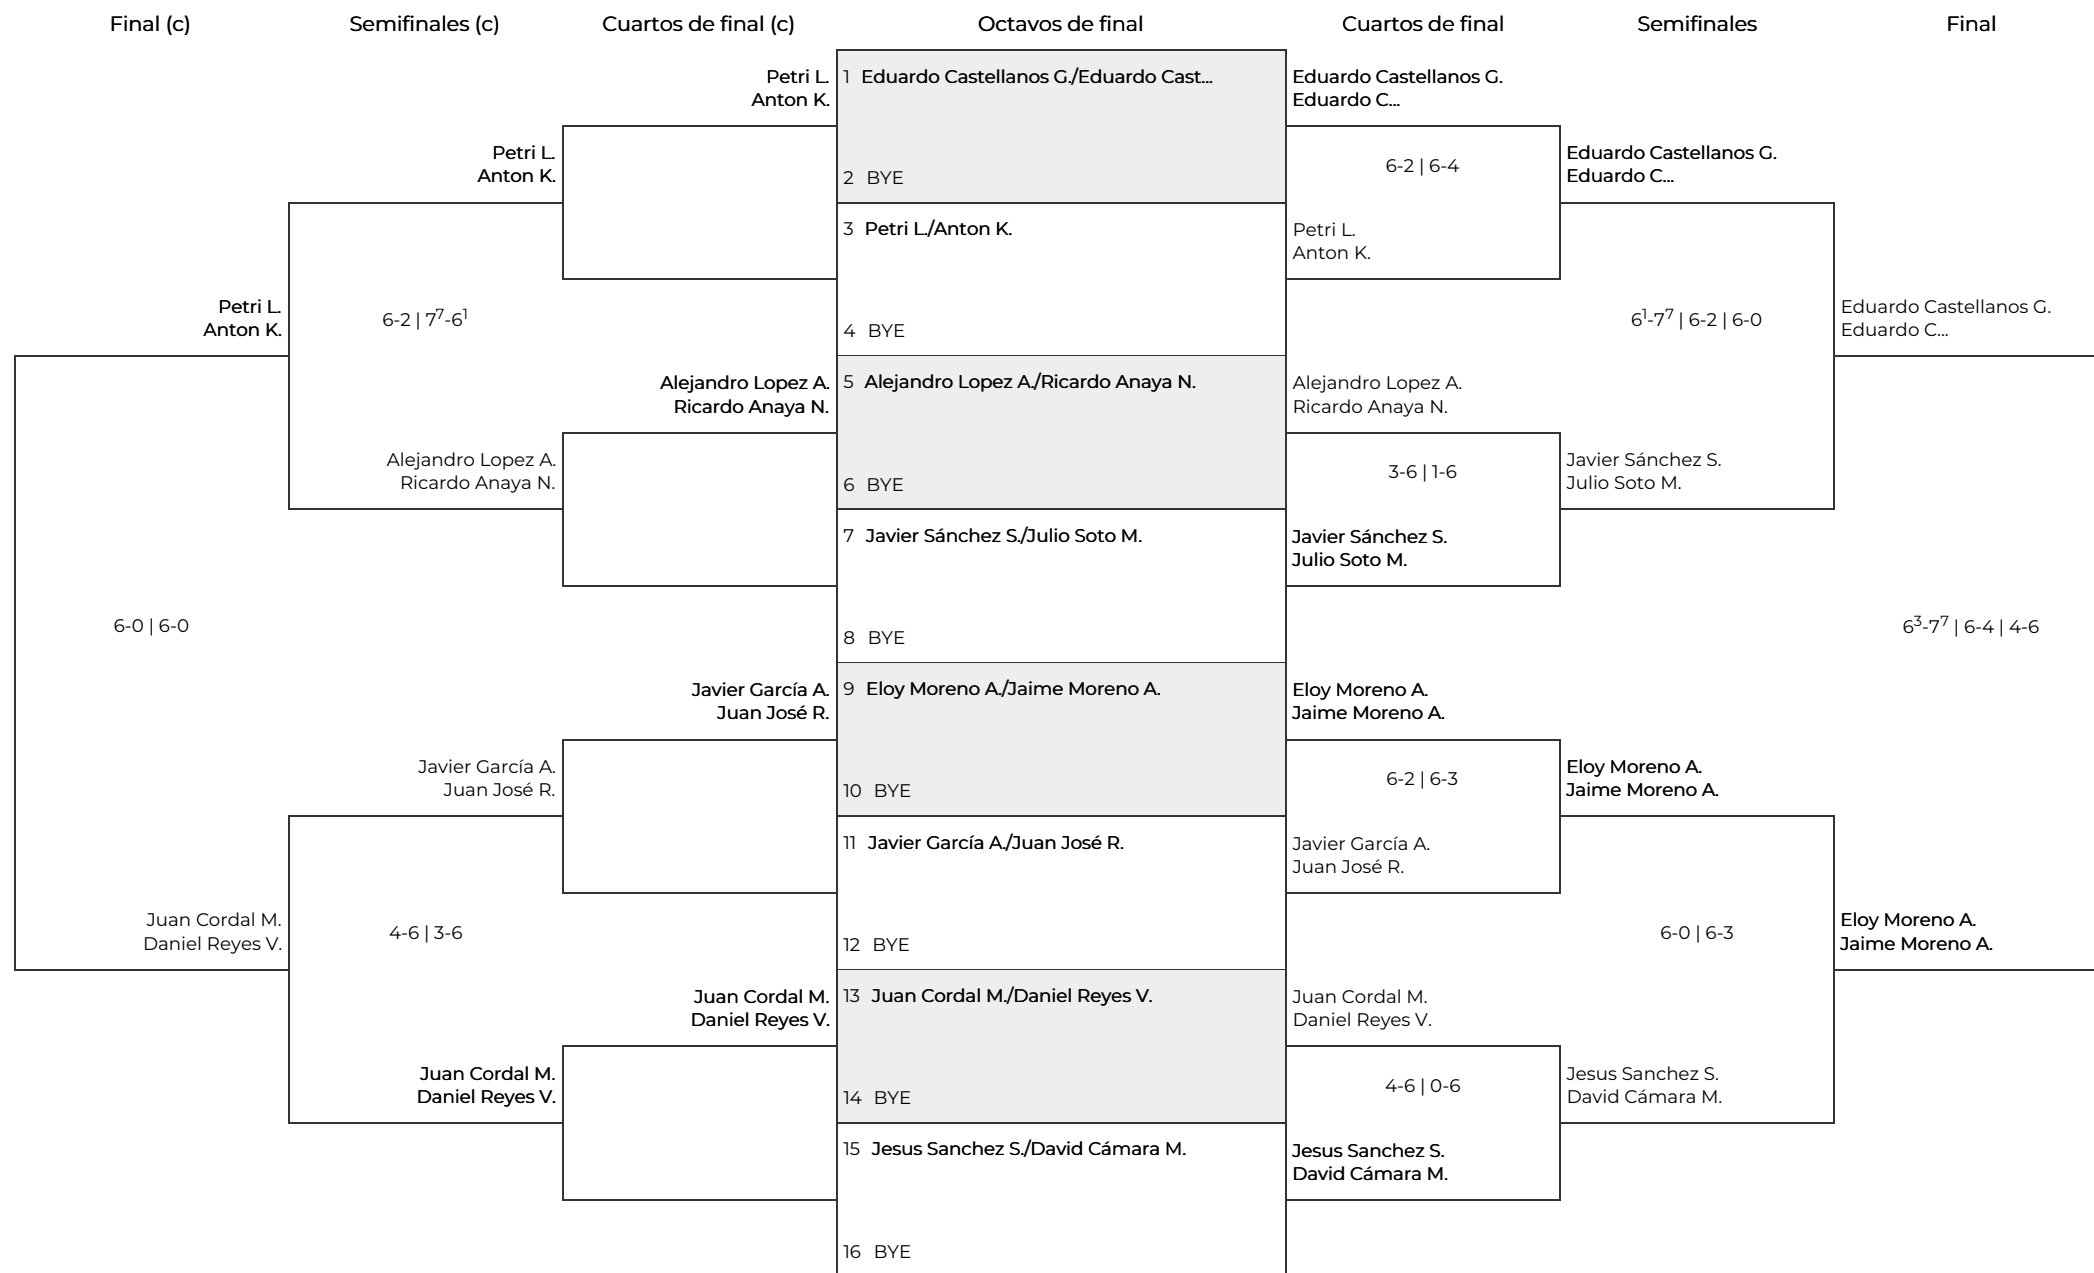 Final (c)
Semifinales (c)
Cuartos de final (c)
Octavos de final
Cuartos de final
Semifinales
Final
Petri L.
Anton K.
Petri L.
Anton K.
6-2 | 7⁷-6¹
Petri L.
Anton K.
Alejandro Lopez A.
Ricardo Anaya N.
Alejandro Lopez A.
Ricardo Anaya N.
6-0 | 6-0
Javier García A.
Juan José R.
Javier García A.
Juan José R.
Juan Cordal M.
Daniel Reyes V.
4-6 | 3-6
Juan Cordal M.
Daniel Reyes V.
Juan Cordal M.
Daniel Reyes V.
1 Eduardo Castellanos G./Eduardo Cast...
2 BYE
3 Petri L./Anton K.
4 BYE
5 Alejandro Lopez A./Ricardo Anaya N.
6 BYE
7 Javier Sánchez S./Julio Soto M.
8 BYE
9 Eloy Moreno A./Jaime Moreno A.
10 BYE
11 Javier García A./Juan José R.
12 BYE
13 Juan Cordal M./Daniel Reyes V.
14 BYE
15 Jesus Sanchez S./David Cámara M.
16 BYE
Eduardo Castellanos G.
Eduardo C...
6-2 | 6-4
Petri L.
Anton K.
Alejandro Lopez A.
Ricardo Anaya N.
3-6 | 1-6
Javier Sánchez S.
Julio Soto M.
Eloy Moreno A.
Jaime Moreno A.
6-2 | 6-3
Javier García A.
Juan José R.
Juan Cordal M.
Daniel Reyes V.
4-6 | 0-6
Jesus Sanchez S.
David Cámara M.
Eduardo Castellanos G.
Eduardo C...
6¹-7⁷ | 6-2 | 6-0
Javier Sánchez S.
Julio Soto M.
Eloy Moreno A.
Jaime Moreno A.
6-0 | 6-3
Jesus Sanchez S.
David Cámara M.
Eduardo Castellanos G.
Eduardo C...
6³-7⁷ | 6-4 | 4-6
Eloy Moreno A.
Jaime Moreno A.